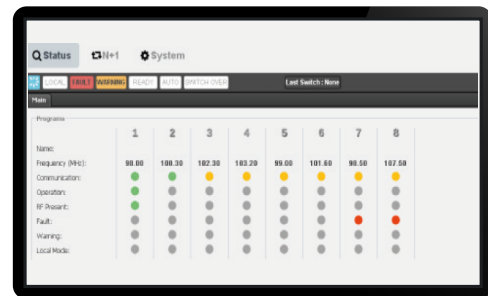 Status N+1 System
LOCAL FAULT WARNING READY AUTO SWITCH OVER Last Switch : None
Main
Programs
1 2 3 4 5 6 7 8
Name:
Frequency (MHz): 98.00 100.30 102.30 103.20 99.00 101.60 98.50 107.50
Communication:
Operation:
RF Present:
Fault:
Warning:
Local Mode: